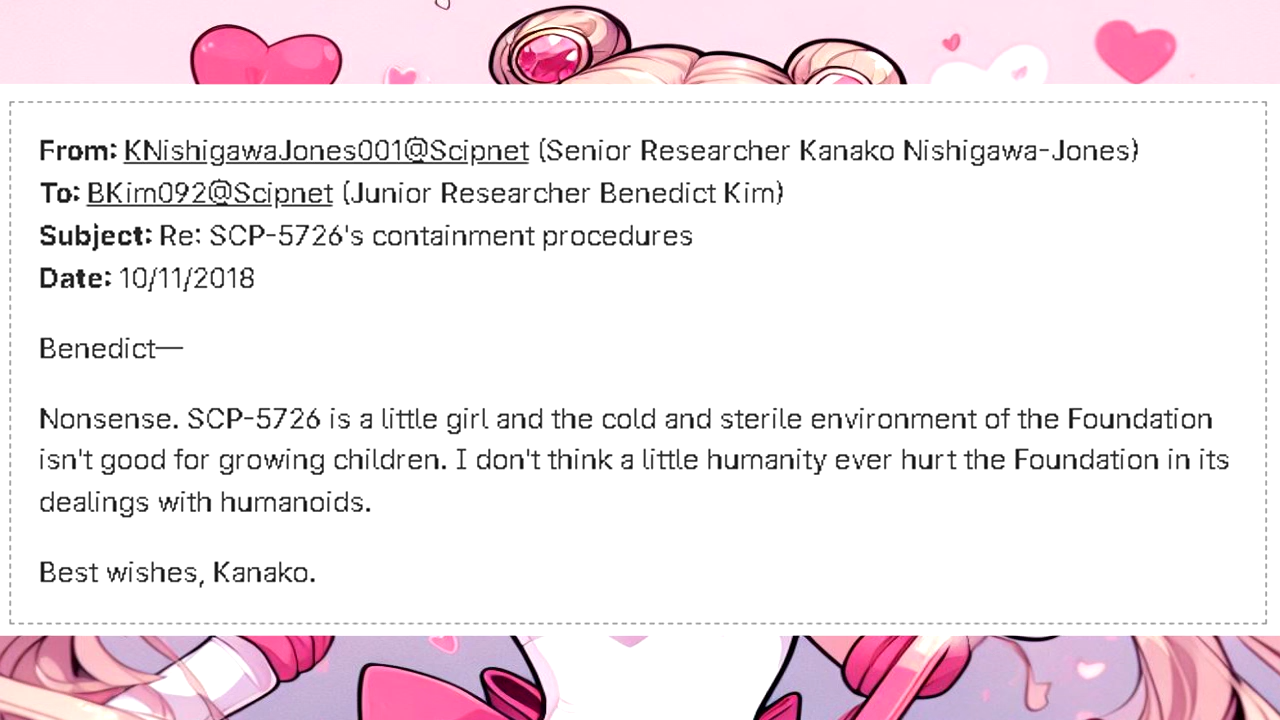 From: KNishigawaJones001@Scipnet (Senior Researcher Kanako Nishigawa-Jones)
To: BKim092@Scipnet (Junior Researcher Benedict Kim)
Subject: Re: SCP-5726's containment procedures
Date: 10/11/2018
Benedict—
Nonsense. SCP-5726 is a little girl and the cold and sterile environment of the Foundation
isn't good for growing children. I don't think a little humanity ever hurt the Foundation in its
dealings with humanoids.
Best wishes, Kanako.